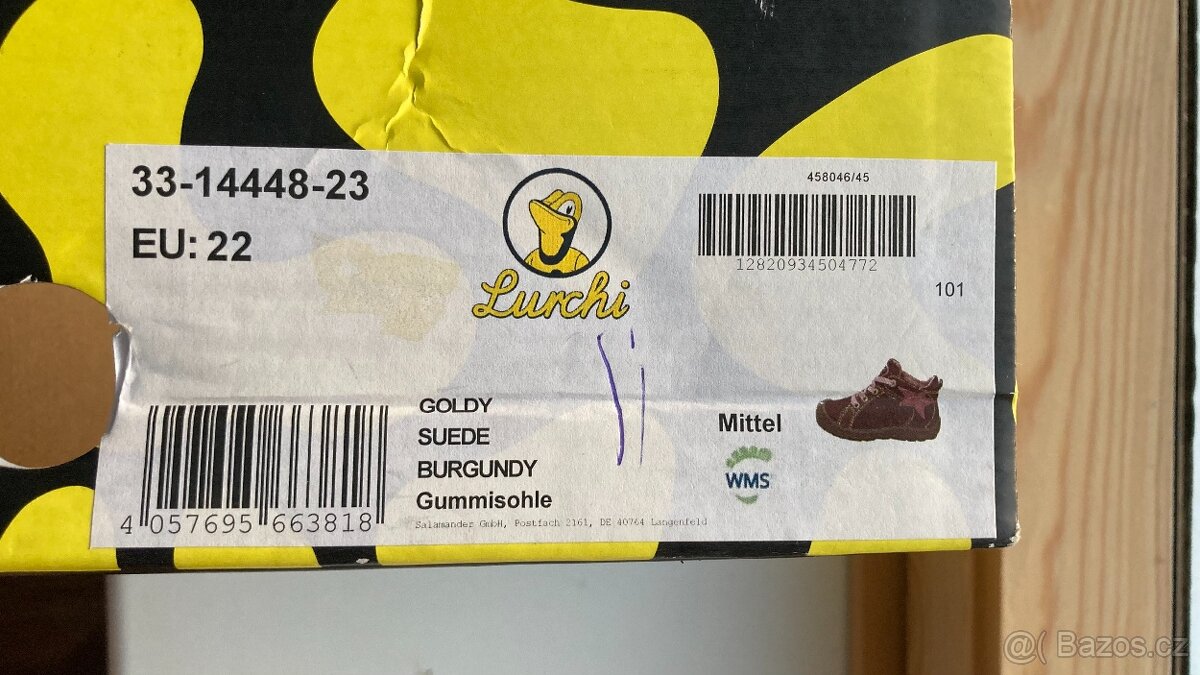 33-14448-23
EU: 22
Lurchi
458046/45
12820934504772
101
GOLDY
SUEDE
BURGUNDY
Gummisohle
Salamander GmbH, Postfach 2161, DE 40764 Langenfeld
Mittel
WMS
4 057695 663818
Bazos.cz